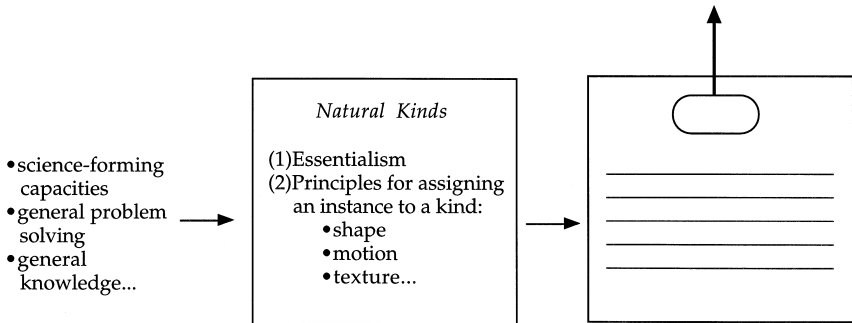 •science-forming
capacities
•general problem
solving
•general
knowledge...
Natural Kinds
(1)Essentialism
(2)Principles for assigning
an instance to a kind:
•shape
•motion
•texture...